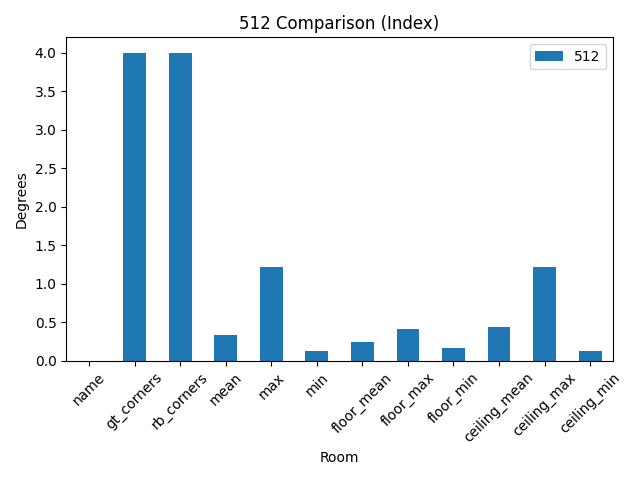 512 Comparison (Index)
512
Degrees
4.0
3.5
3.0
2.5
2.0
1.5
1.0
0.5
0.0
name
gt_corners
rb_corners
mean
max
min
floor_mean
floor_max
floor_min
ceiling_mean
ceiling_max
ceiling_min
Room